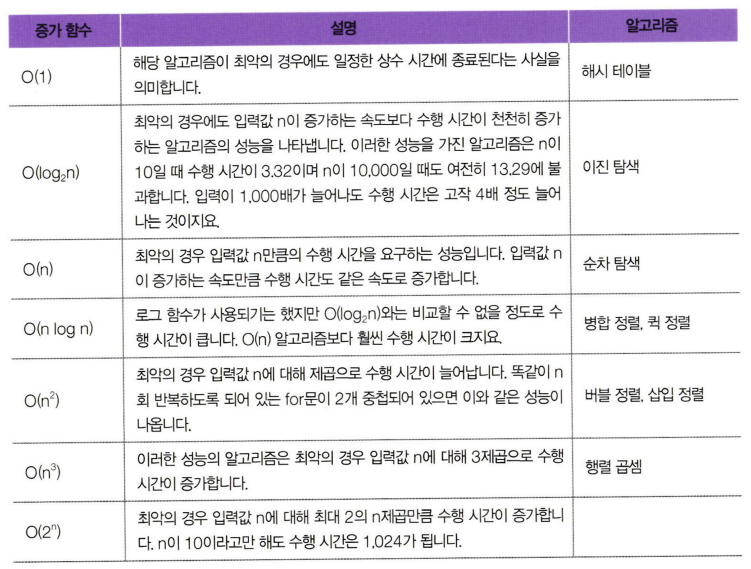 증가 함수 설명 알고리즘
O(1)
해당 알고리즘이 최악의 경우에도 일정한 상수 시간에 종료된다는 사실을
의미합니다.
해시 테이블
O(log₂n)
최악의 경우에도 입력값 n이 증가하는 속도보다 수행 시간이 천천히 증가
하는 알고리즘의 성능을 나타냅니다. 이러한 성능을 가진 알고리즘은 n이
10일 때 수행 시간이 3.32이며 n이 10,000일 때도 여전히 13.29에 불
과합니다. 입력이 1,000배가 늘어나도 수행 시간은 고작 4배 정도 늘어
나는 것이지요.
이진 탐색
O(n)
최악의 경우 입력값 n만큼의 수행 시간을 요구하는 성능입니다. 입력값 n
이 증가하는 속도만큼 수행 시간도 같은 속도로 증가합니다.
순차 탐색
O(n log n)
로그 함수가 사용되기는 했지만 O(log₂n)와는 비교할 수 없을 정도로 수
행 시간이 큽니다. O(n) 알고리즘보다 훨씬 수행 시간이 크지요.
병합 정렬, 퀵 정렬
O(n²)
최악의 경우 입력값 n에 대해 제곱으로 수행 시간이 늘어납니다. 똑같이 n
회 반복하도록 되어 있는 for문이 2개 중첩되어 있으면 이와 같은 성능이
나옵니다.
버블 정렬, 삽입 정렬
O(n³)
이러한 성능의 알고리즘은 최악의 경우 입력값 n에 대해 3제곱으로 수행
시간이 증가합니다.
행렬 곱셈
O(2ⁿ)
최악의 경우 입력값 n에 대해 최대 2의 n제곱만큼 수행 시간이 증가합니
다. n이 10이라고만 해도 수행 시간은 1,024가 됩니다.